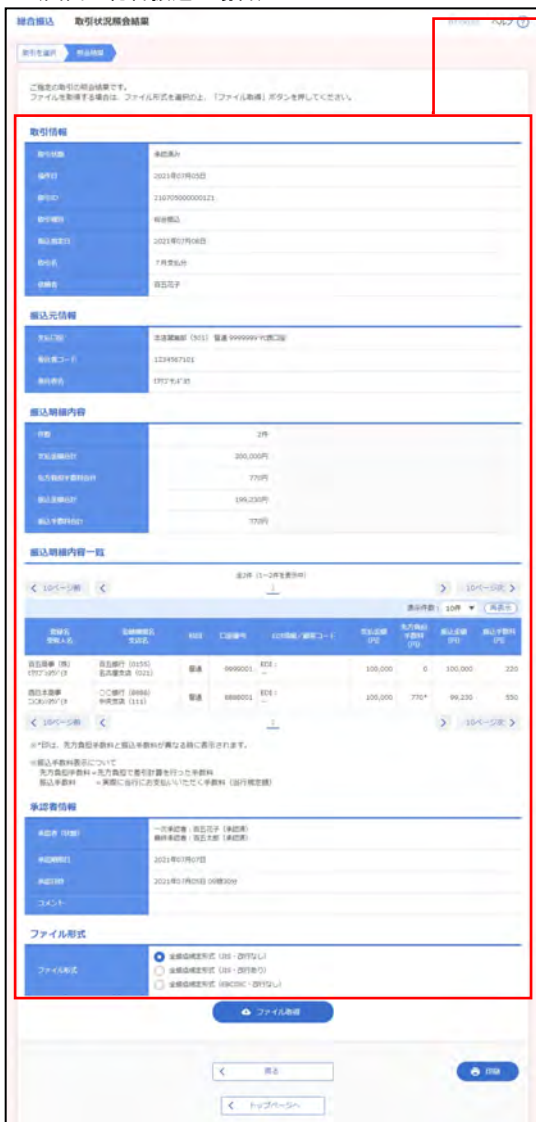 総合振込 取引状況照会結果
ヘルプ
取引を選択 照会結果
ご指定の取引の照会結果です。
ファイルを取得する場合は、ファイル形式を選択の上、「ファイル取得」ボタンを押してください。
取引情報
取引状態 承認済み
操作日 2021年07月05日
取引ID 210705000000121
取引種別 総合振込
振込指定日 2021年07月08日
取引名 7月支払分
依頼者 百五花子
振込元情報
支払口座 普通 9999999 代表口座
委託者コード 1234567101
委託者名
振込明細内容
件数 2件
支払金額合計 200,000円
先方負担手数料合計 770円
振込金額合計 199,230円
振込手数料合計 770円
振込明細内容一覧
全2件 (1~2件を表示中)
10ページ前 1 10ページ次
表示件数: 10件 再表示
登録名 受取人名 金融機関名 支店名 科目 口座番号 EDI情報/顧客コード 支払金額 (円) 先方負担 手数料 (円) 振込金額 (円) 振込手数料 (円)
百五商事(株) 百五銀行 (0155) 普通 9999001 EDI: 100,000 0 100,000 220
名古屋支店 (021) —
西日本商事 〇〇銀行 (8888) 普通 8888001 EDI: 100,000 770* 99,230 550
中央支店 (111) —
10ページ前 1 10ページ次
※*印は、先方負担手数料と振込手数料が異なる時に表示されます。
※振込手数料表示について
先方負担手数料=先方負担で差引計算を行った手数料
振込手数料 =実際に当行にお支払いいただく手数料(当行規定額)
承認者情報
承認者(状態) 一次承認者:百五花子(承認済)
最終承認者:百五太郎(承認済)
承認期限日 2021年07月07日
承認日時 2021年07月05日 09時30分
コメント
ファイル形式
ファイル形式 全銀協規定形式(JIS・改行なし)
全銀協規定形式(JIS・改行あり)
全銀協規定形式(EBCDIC・改行なし)
ファイル取得
戻る 印刷
トップページへ